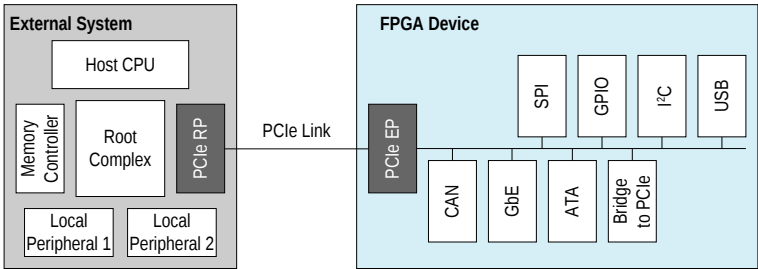 External System
Host CPU
Memory
Controller
Root
Complex
PCIe RP
Local
Peripheral 1
Local
Peripheral 2
PCIe Link
FPGA Device
PCIe EP
SPI
GPIO
I²C
USB
CAN
GbE
ATA
Bridge
to PCIe